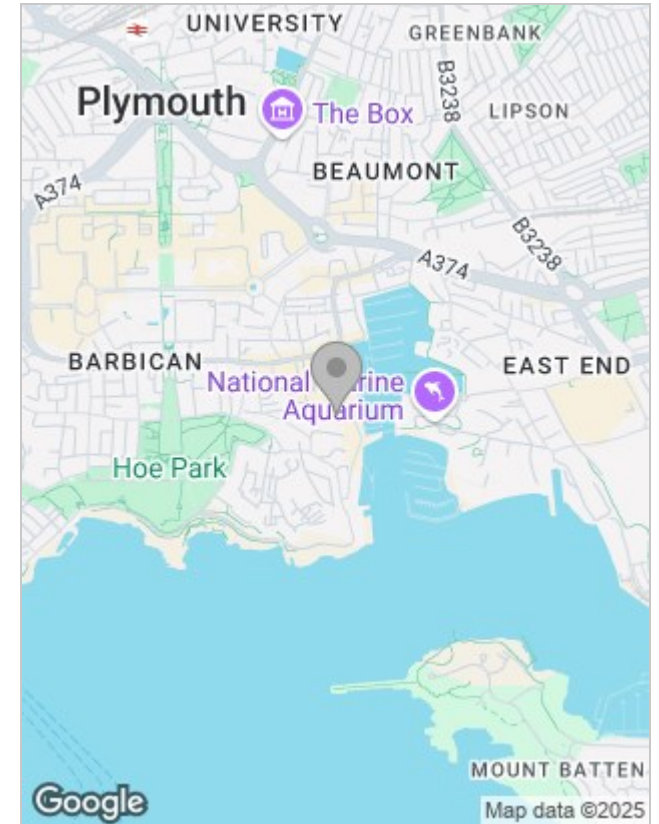 UNIVERSITY
GREENBANK
Plymouth
The Box
B3238
LIPSON
BEAUMONT
A374
B3238
A374
BARBICAN
National Marine
Aquarium
EAST END
Hoe Park
MOUNT BATTEN
Google
Map data ©2025